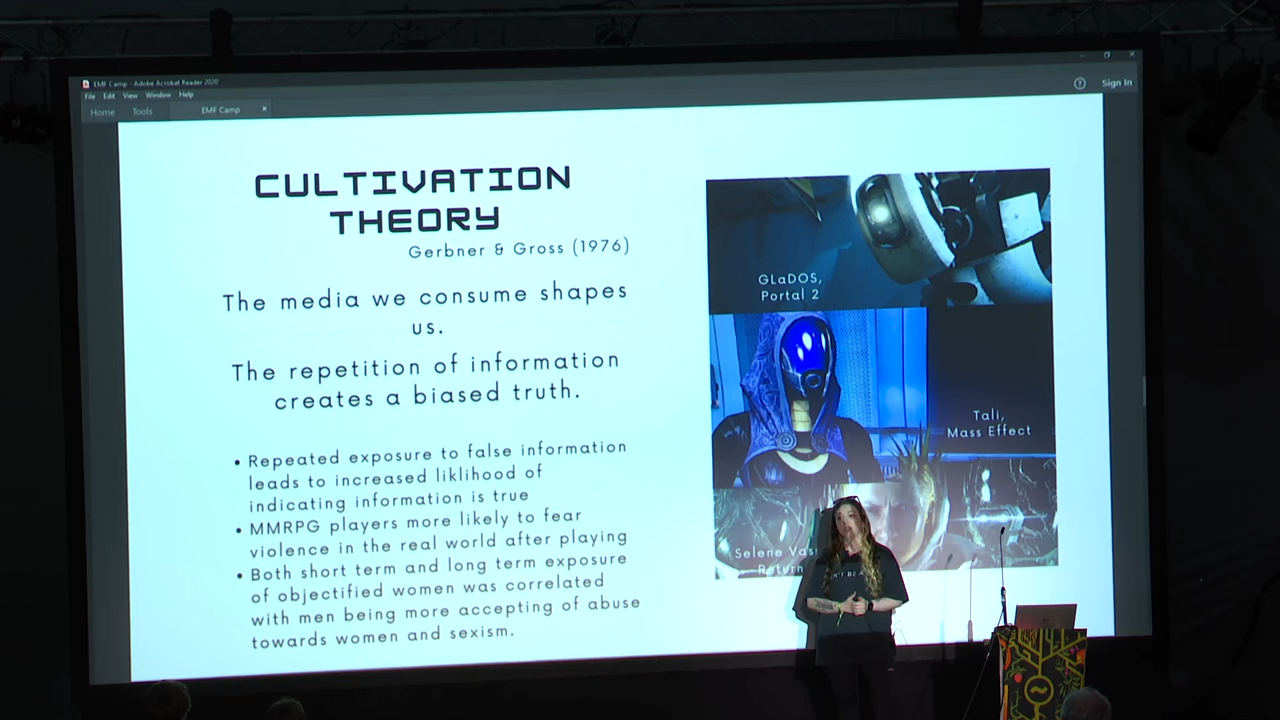 EMF Camp - Adobe Acrobat Reader 2020
File Edit View Window Help
Home Tools EMF Camp × Sign In
CULTIVATION
THEORY
Gerbner & Gross (1976)
The media we consume shapes
us.
The repetition of information
creates a biased truth.
• Repeated exposure to false information
leads to increased liklihood of
indicating information is true
• MMRPG players more likely to fear
violence in the real world after playing
• Both short term and long term exposure
of objectified women was correlated
with men being more accepting of abuse
towards women and sexism.
GLaDOS,
Portal 2
Tali,
Mass Effect
Selene Vas
Return